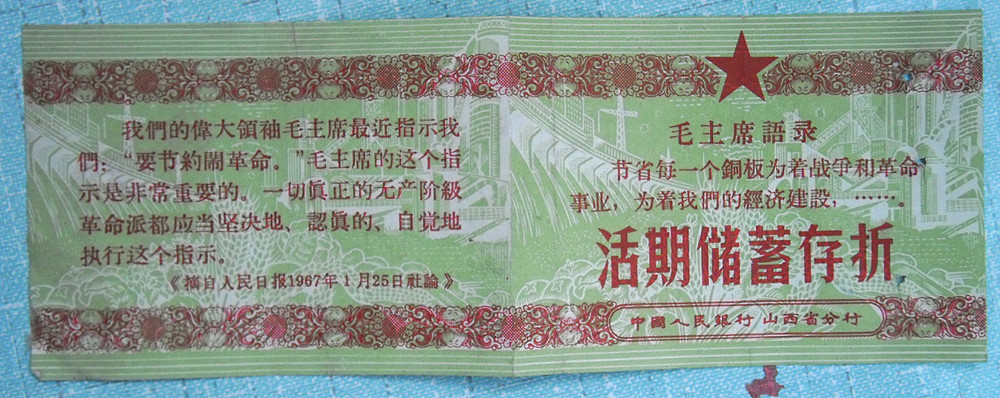 我們的偉大領袖毛主席最近指示我
們：“要节約鬧革命。”毛主席的这个指
示是非常重要的。一切眞正的无产阶級
革命派都应当坚决地、認眞的、自覚地
执行这个指示。
《摘自人民日报1967年1月25日社論》
毛主席語录
节省每一个銅板为着战爭和革命
事业，为着我們的經济建設，……。
活期儲蓄存折
中國人民銀行 山西省分行